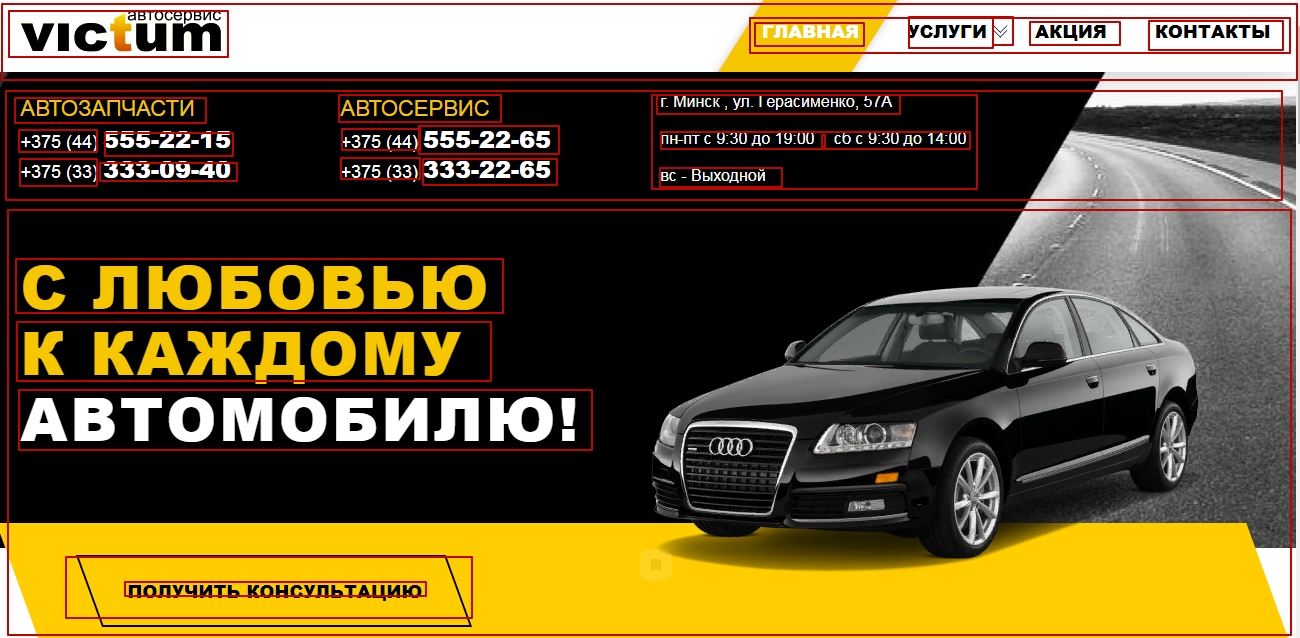 автосервис
victum
ГЛАВНАЯ УСЛУГИ АКЦИЯ КОНТАКТЫ
АВТОЗАПЧАСТИ
+375 (44) 555-22-15
+375 (33) 333-09-40
АВТОСЕРВИС
+375 (44) 555-22-65
+375 (33) 333-22-65
г. Минск , ул. Герасименко, 57А
пн-пт с 9:30 до 19:00 сб с 9:30 до 14:00
вс - Выходной
С ЛЮБОВЬЮ
К КАЖДОМУ
АВТОМОБИЛЮ!
ПОЛУЧИТЬ КОНСУЛЬТАЦИЮ